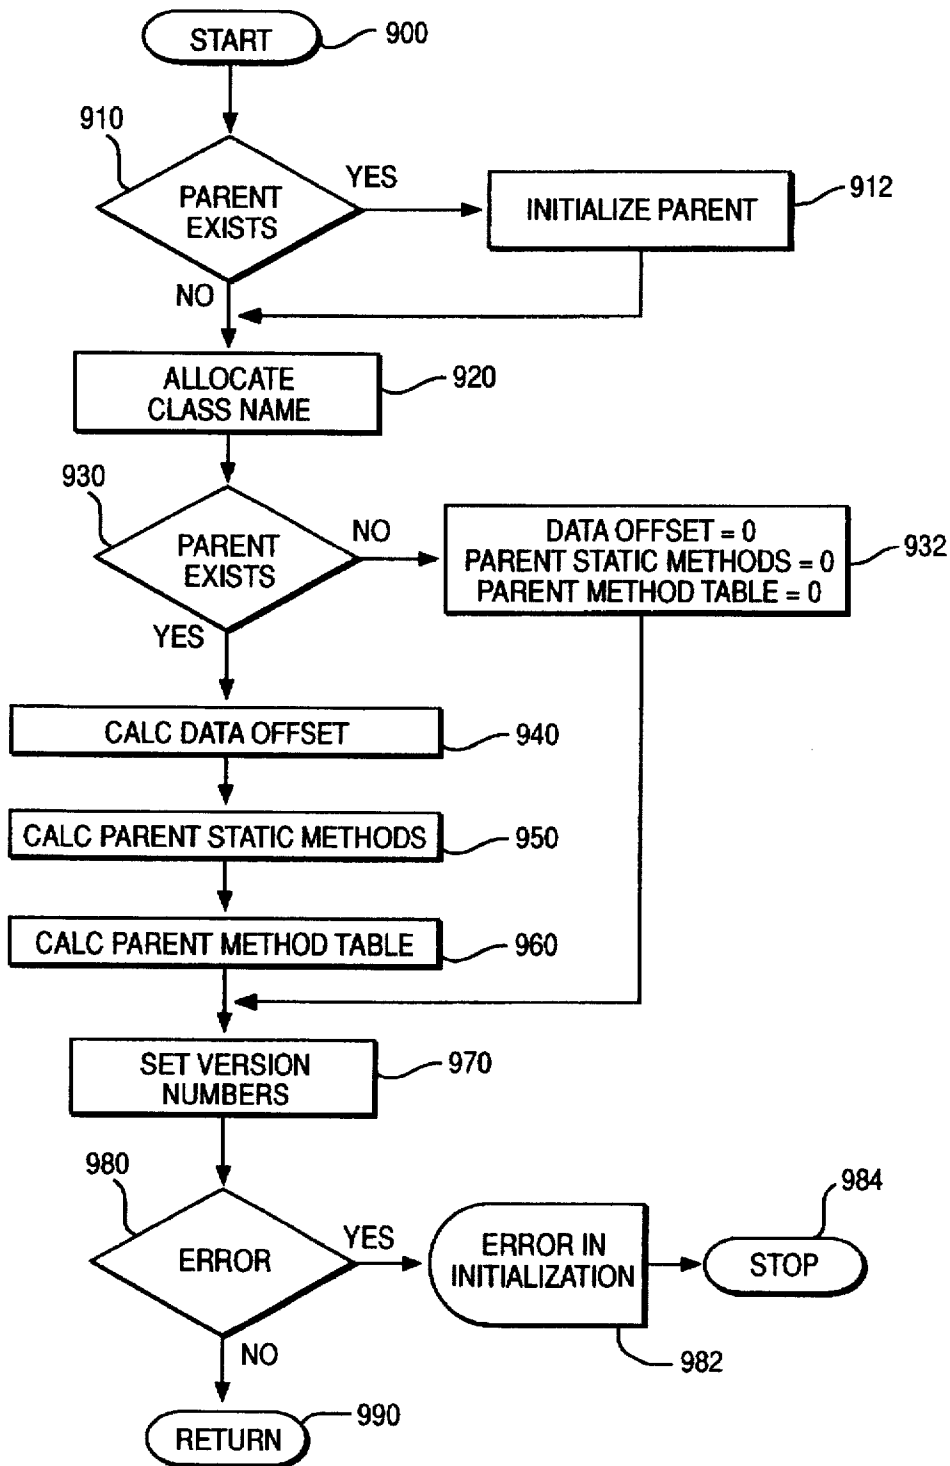 START
900
910
PARENT
EXISTS
YES
INITIALIZE PARENT
912
NO
ALLOCATE
CLASS NAME
920
930
PARENT
EXISTS
NO
DATA OFFSET = 0
PARENT STATIC METHODS = 0
PARENT METHOD TABLE = 0
932
YES
CALC DATA OFFSET
940
CALC PARENT STATIC METHODS
950
CALC PARENT METHOD TABLE
960
SET VERSION
NUMBERS
970
980
ERROR
YES
ERROR IN
INITIALIZATION
982
STOP
984
NO
RETURN
990